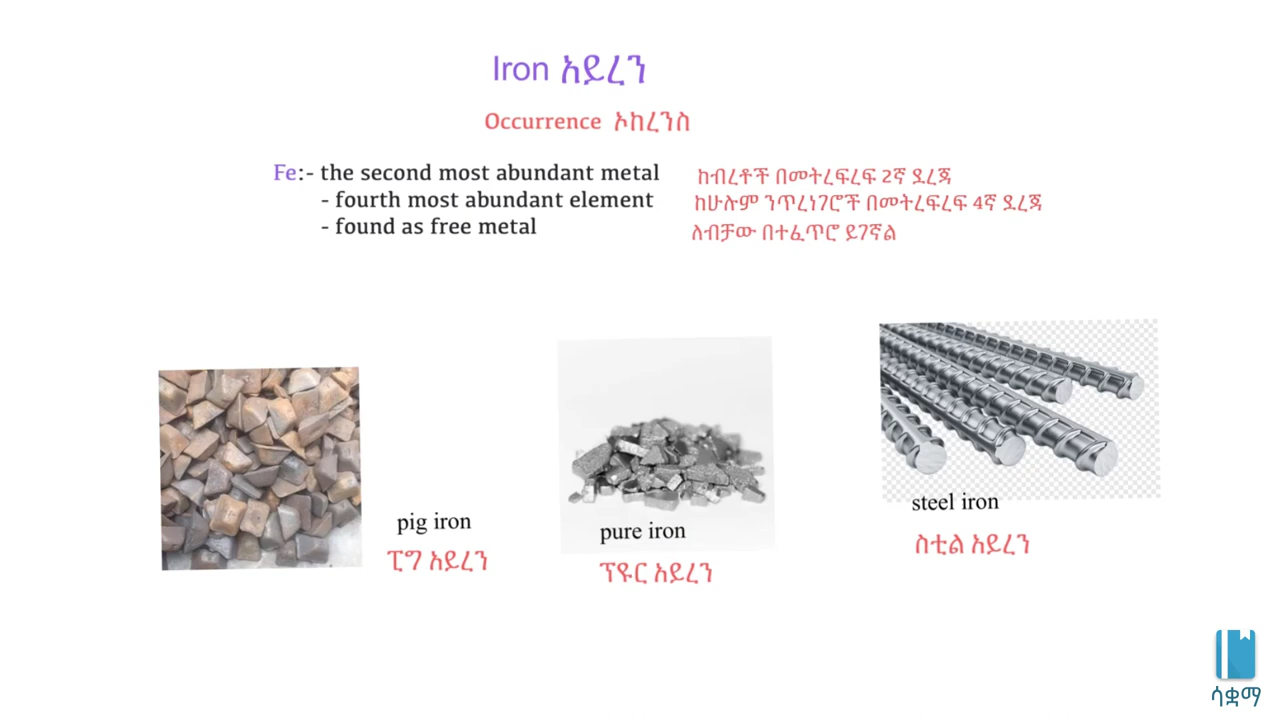 Iron አይረን
Occurrence ኦከረንስ
Fe:- the second most abundant metal ከብረቶች በመትረፍረፍ 2ኛ ደረጃ
- fourth most abundant element ከሁሉም ንጥረነገሮች በመትረፍረፍ 4ኛ ደረጃ
- found as free metal ለብቻው በተፈጥሮ ይገኛል
pig iron
ፒግ አይረን
pure iron
ፕዩር አይረን
steel iron
ስቲል አይረን
ሳቋማ